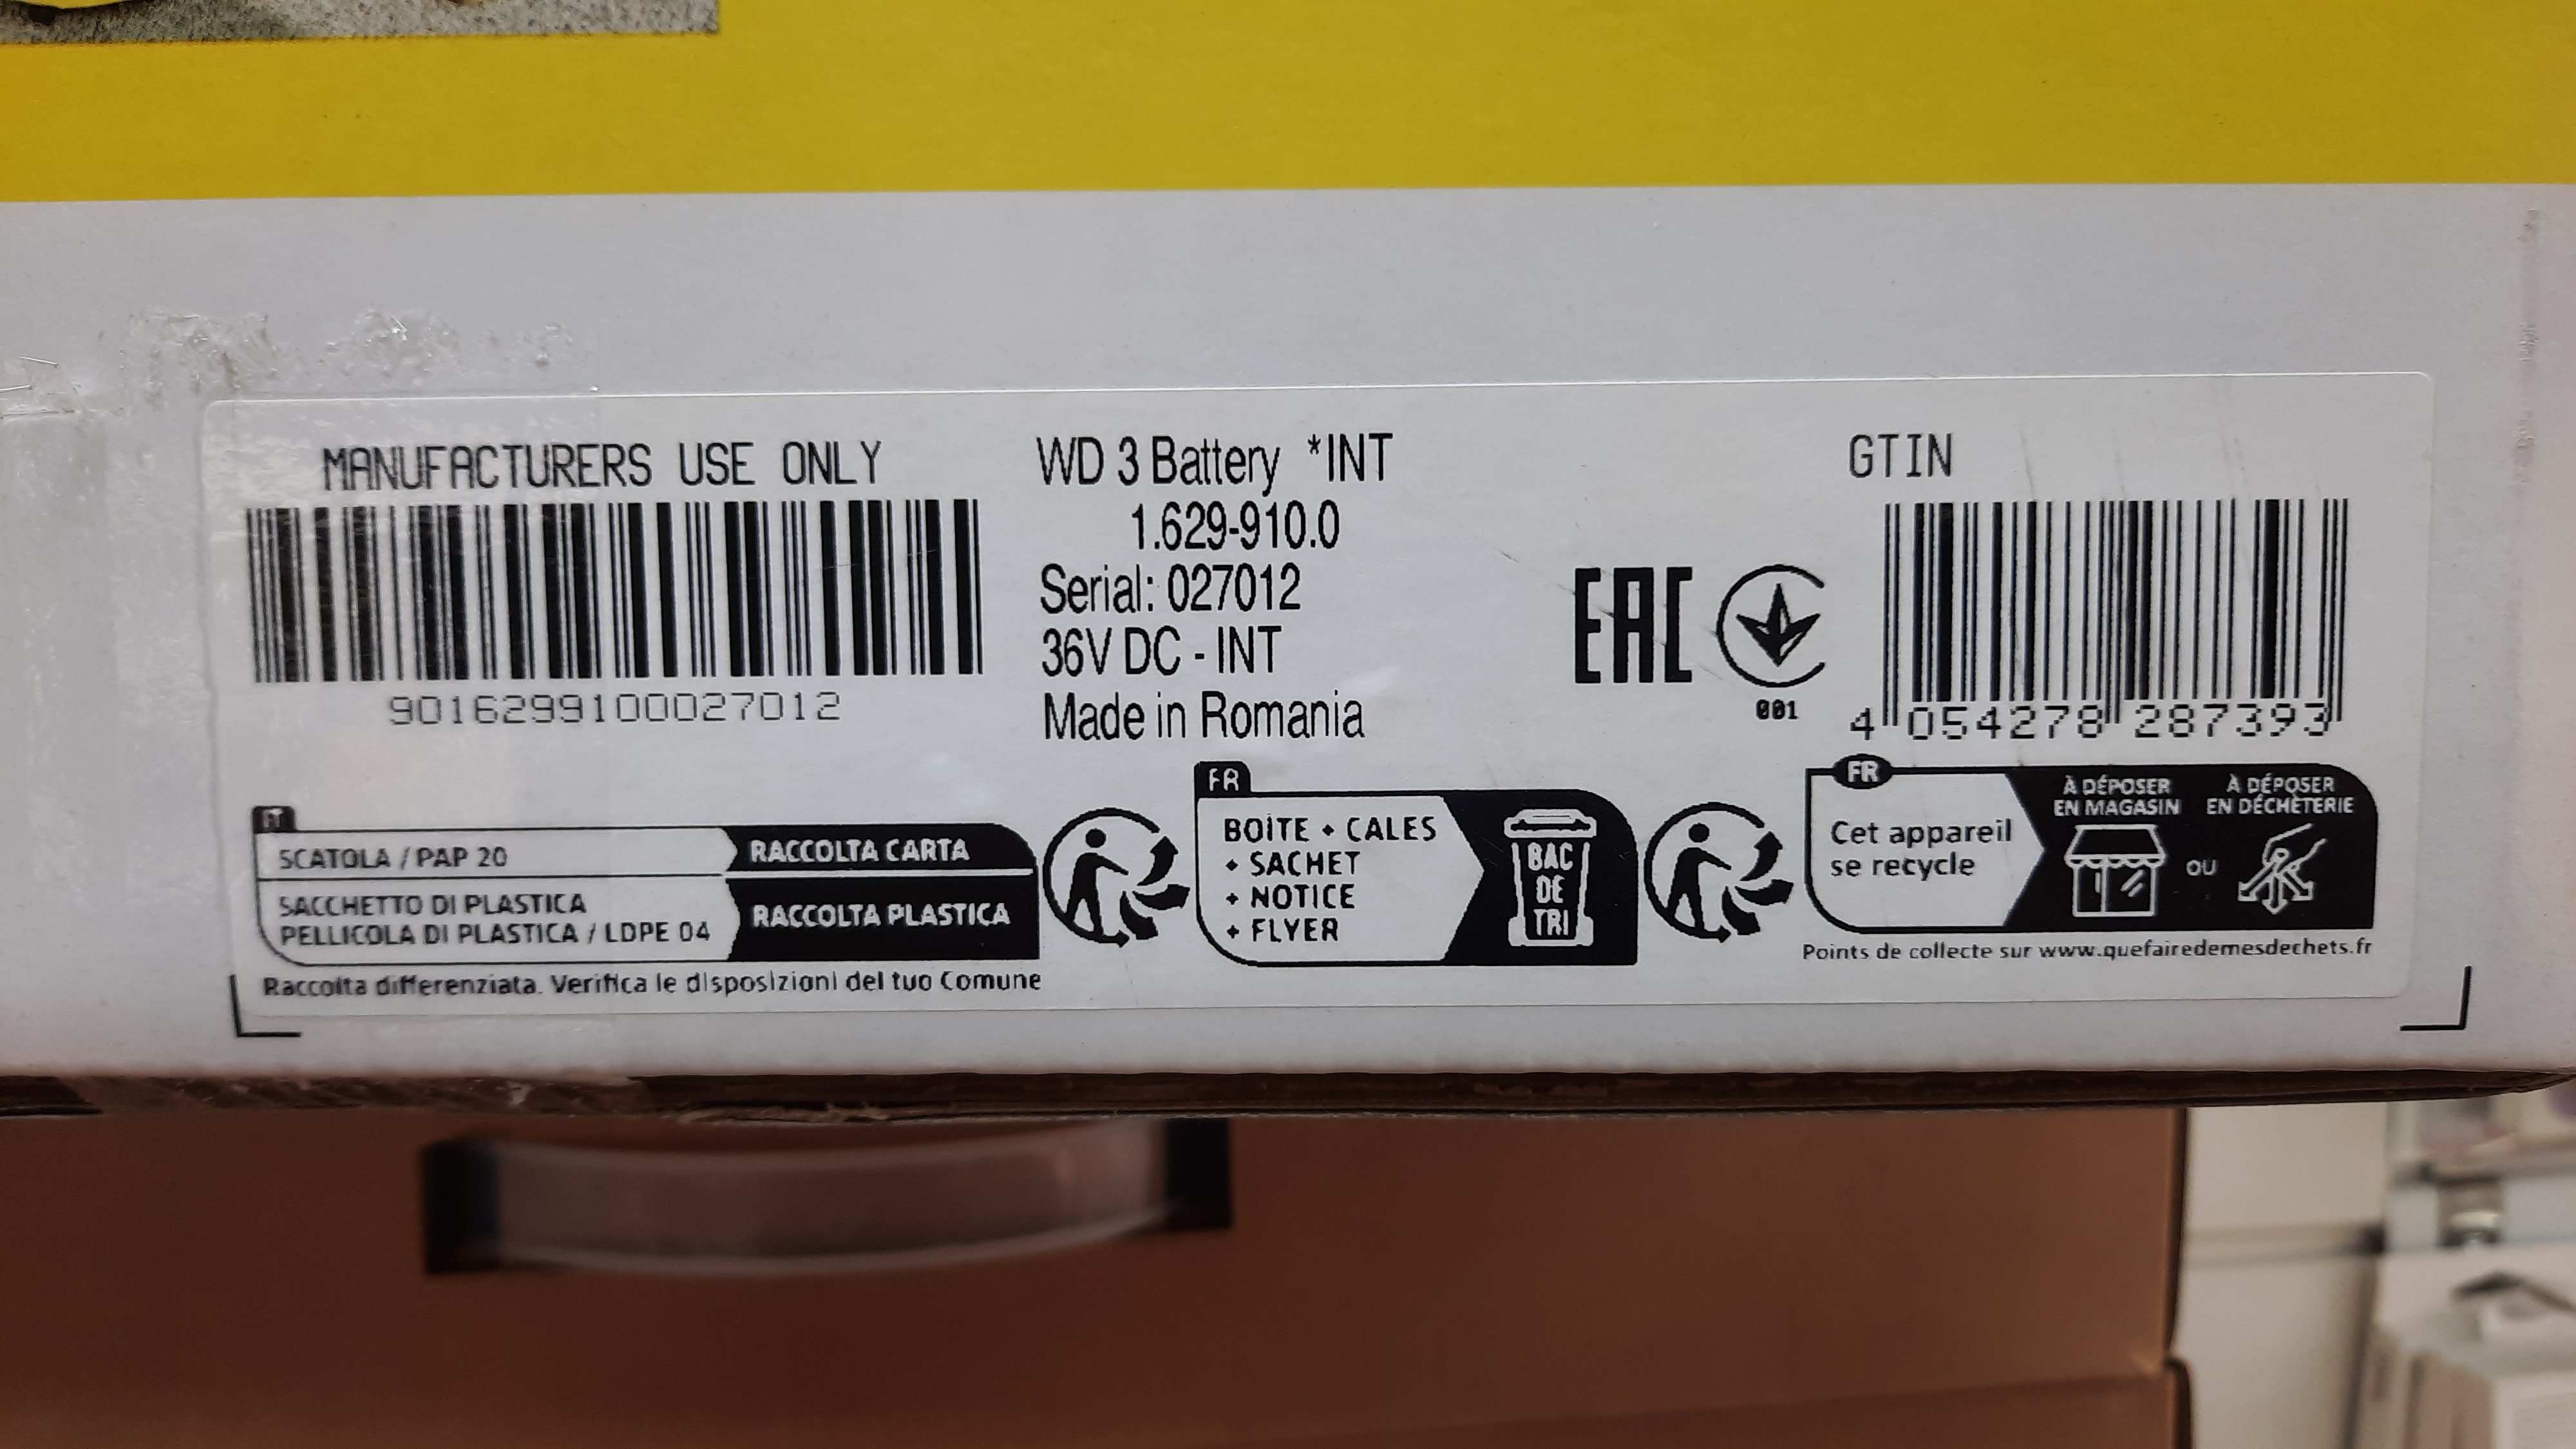 MANUFACTURERS USE ONLY
9016299100027012
WD 3 Battery *INT
1.629-910.0
Serial: 027012
36V DC - INT
Made in Romania
EAC
001
GTIN
4 054278 287393
IT
SCATOLA / PAP 20
RACCOLTA CARTA
SACCHETTO DI PLASTICA
PELLICOLA DI PLASTICA / LDPE 04
RACCOLTA PLASTICA
Raccolta differenziata. Verifica le disposizioni del tuo Comune
FR
BOÎTE + CALES
+ SACHET
+ NOTICE
+ FLYER
BAC
DE
TRI
FR
Cet appareil
se recycle
À DÉPOSER
EN MAGASIN
OU
À DÉPOSER
EN DÉCHÈTERIE
Points de collecte sur www.quefairedemesdechets.fr